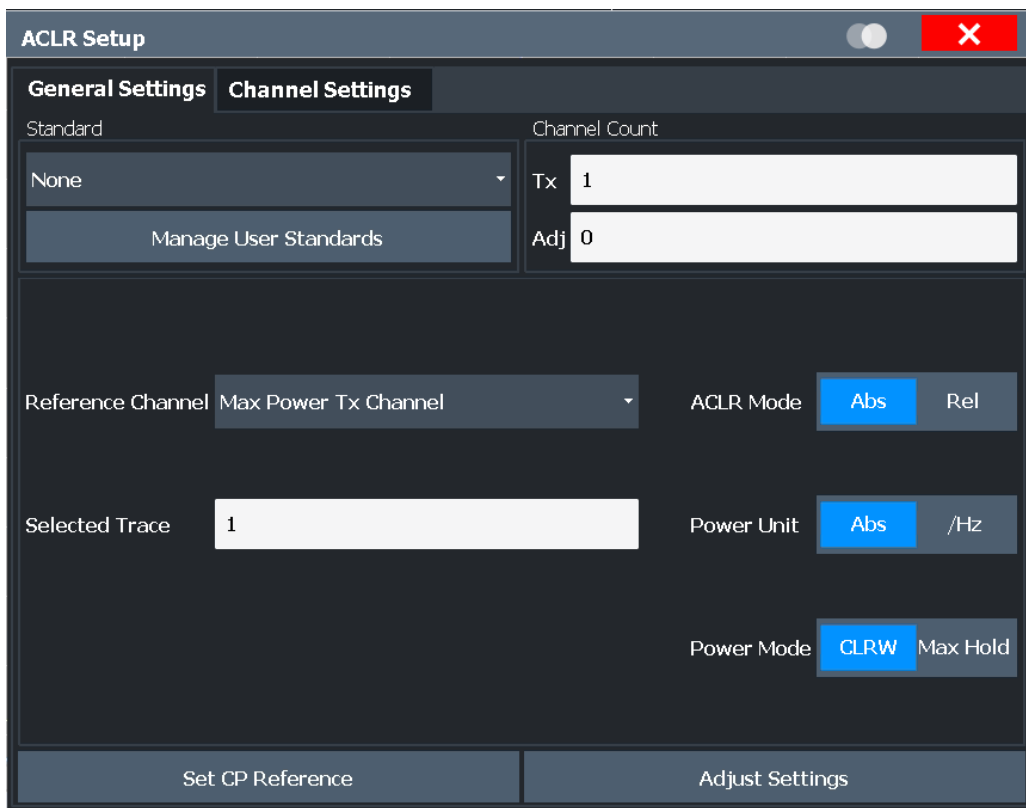 ACLR Setup
General Settings Channel Settings
Standard Channel Count
None Tx 1
Manage User Standards Adj 0
Reference Channel Max Power Tx Channel ACLR Mode Abs Rel
Selected Trace 1 Power Unit Abs /Hz
Power Mode CLRW Max Hold
Set CP Reference Adjust Settings